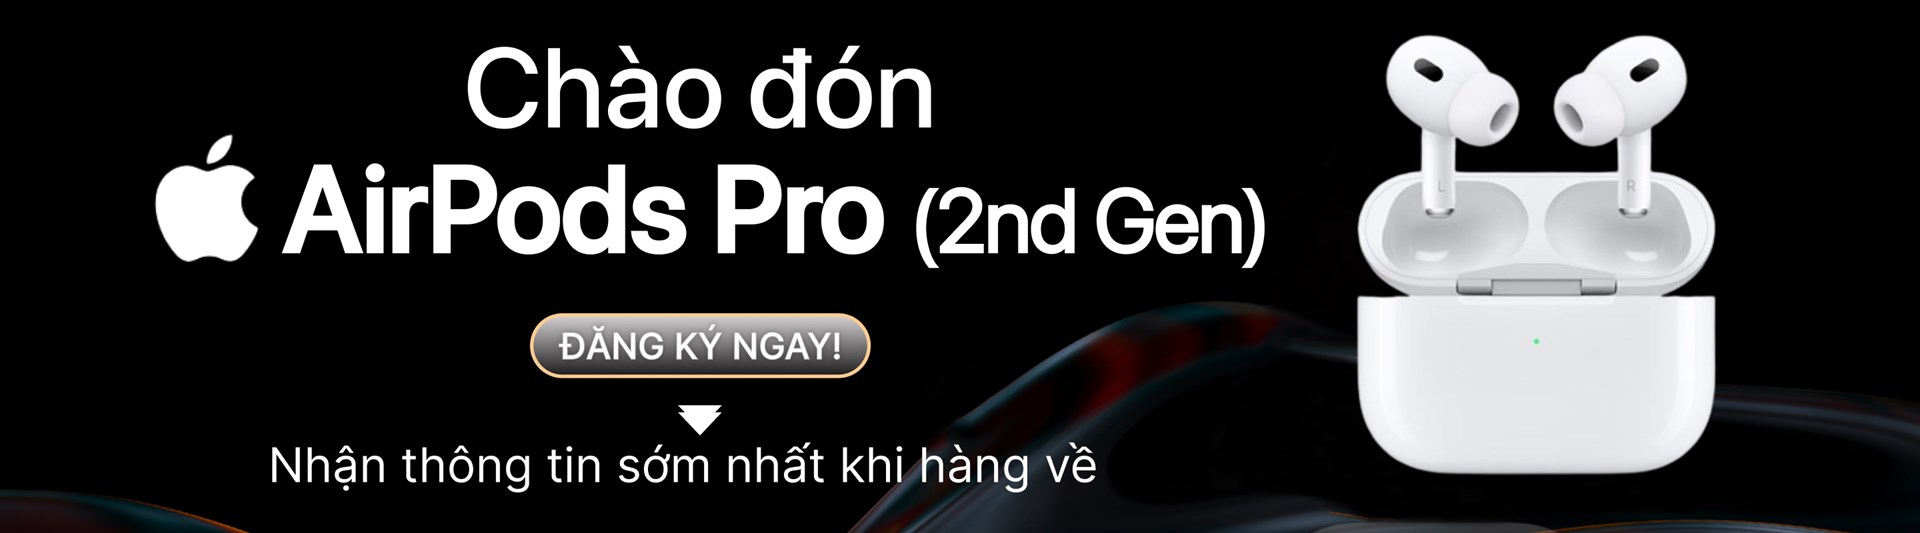 Chào đón
AirPods Pro (2nd Gen)
ĐĂNG KÝ NGAY!
Nhận thông tin sớm nhất khi hàng về
L
R